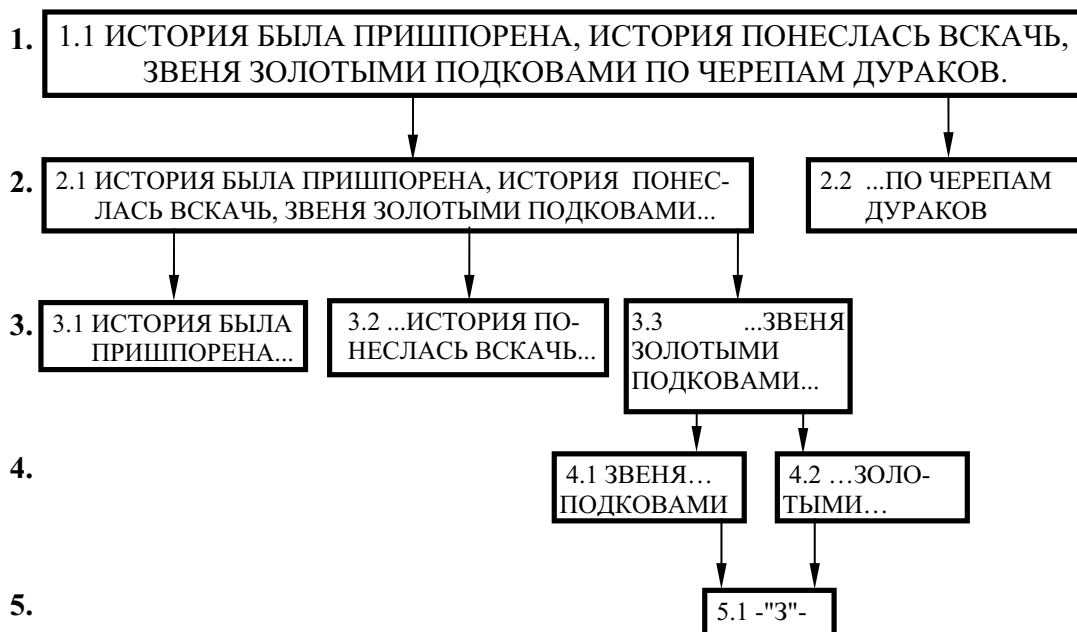 1.
1.1 ИСТОРИЯ БЫЛА ПРИШПОРЕНА, ИСТОРИЯ ПОНЕСЛАСЬ ВСКАЧЬ,
ЗВЕНЯ ЗОЛОТЫМИ ПОДКОВАМИ ПО ЧЕРЕПАМ ДУРАКОВ.
2.
2.1 ИСТОРИЯ БЫЛА ПРИШПОРЕНА, ИСТОРИЯ ПОНЕС-
ЛАСЬ ВСКАЧЬ, ЗВЕНЯ ЗОЛОТЫМИ ПОДКОВАМИ...
2.2 ...ПО ЧЕРЕПАМ
ДУРАКОВ
3.
3.1 ИСТОРИЯ БЫЛА
ПРИШПОРЕНА...
3.2 ...ИСТОРИЯ ПО-
НЕСЛАСЬ ВСКАЧЬ...
3.3 ...ЗВЕНЯ
ЗОЛОТЫМИ
ПОДКОВАМИ...
4.
4.1 ЗВЕНЯ…
ПОДКОВАМИ
4.2 …ЗОЛО-
ТЫМИ…
5.
5.1 -"З"-